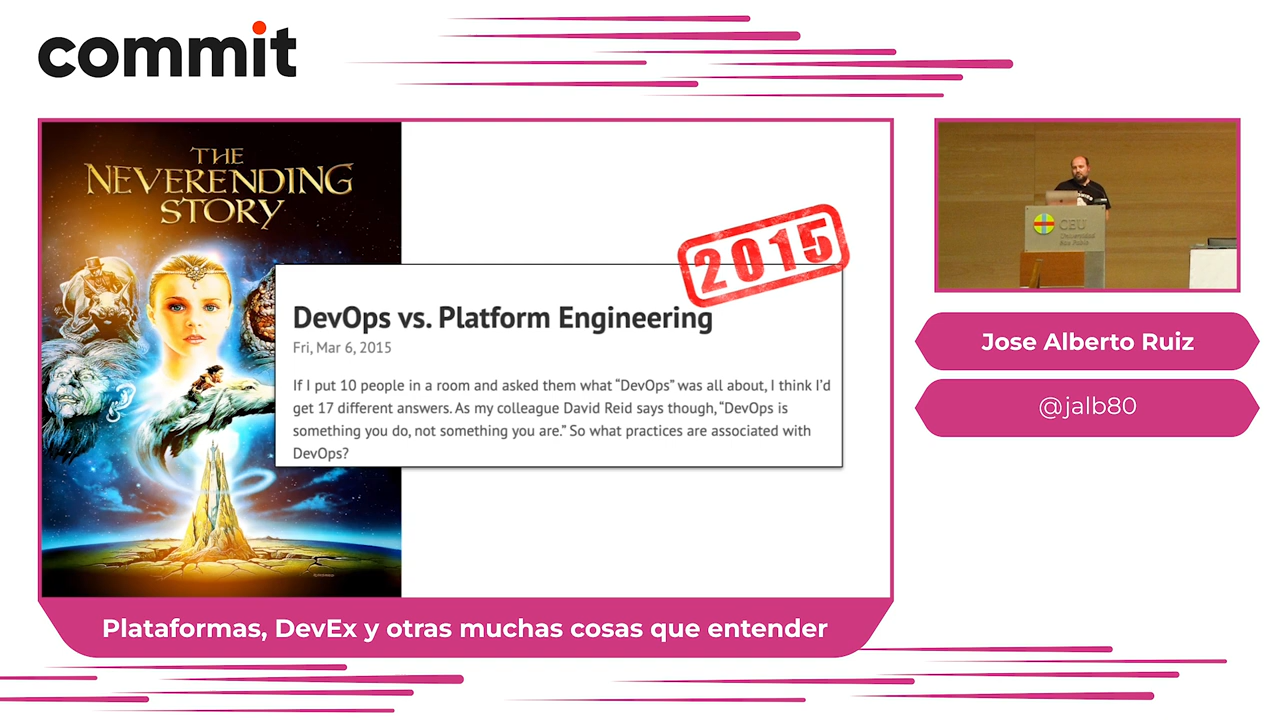 commit
THE
NEVERENDING
STORY
2015
DevOps vs. Platform Engineering
Fri, Mar 6, 2015
If I put 10 people in a room and asked them what “DevOps” was all about, I think I’d
get 17 different answers. As my colleague David Reid says though, “DevOps is
something you do, not something you are.” So what practices are associated with
DevOps?
Plataformas, DevEx y otras muchas cosas que entender
CEU
Jose Alberto Ruiz
@jalb80